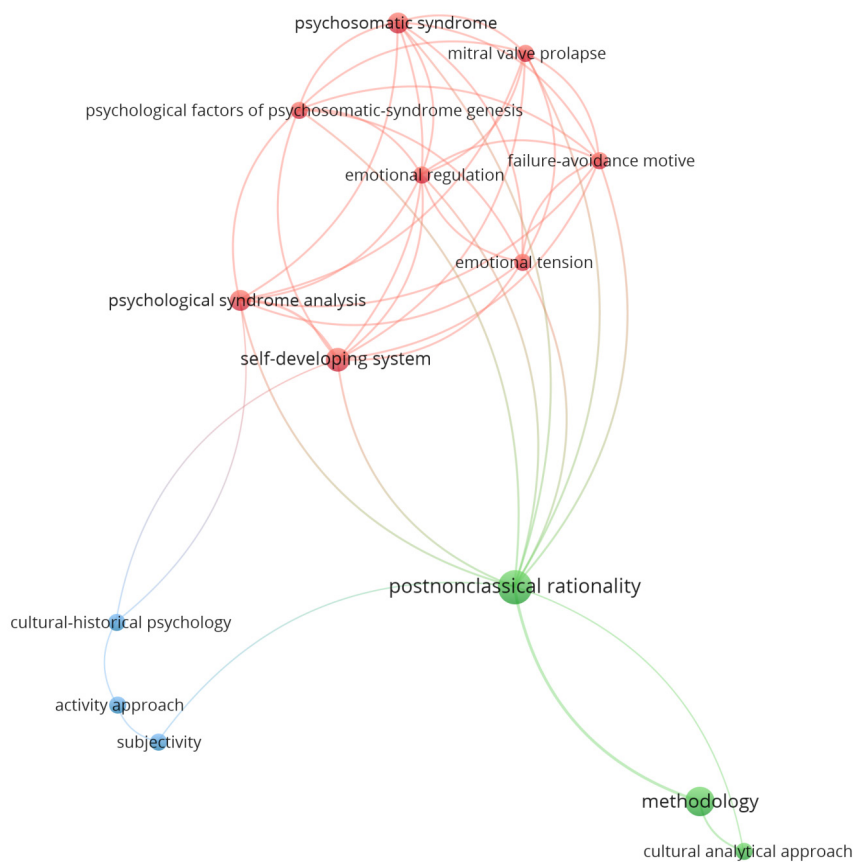 psychosomatic syndrome
mitral valve prolapse
psychological factors of psychosomatic-syndrome genesis
failure-avoidance motive
emotional regulation
emotional tension
psychological syndrome analysis
self-developing system
postnonclassical rationality
cultural-historical psychology
activity approach
subjectivity
methodology
cultural analytical approach